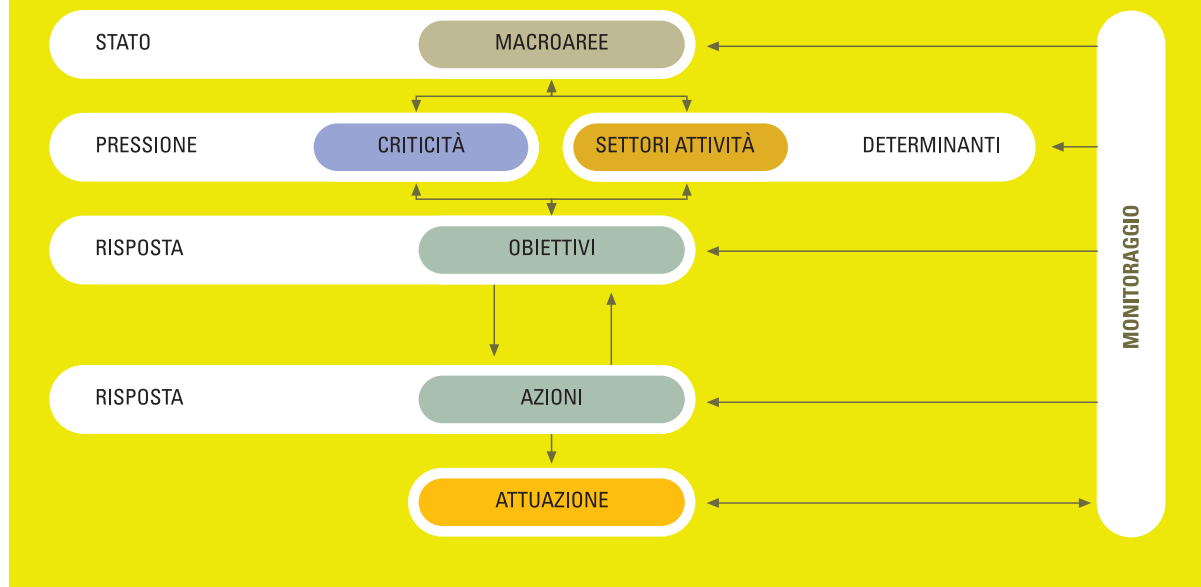 STATO
MACROAREE
PRESSIONE
CRITICITÀ
SETTORI ATTIVITÀ
DETERMINANTI
RISPOSTA
OBIETTIVI
MONITORAGGIO
RISPOSTA
AZIONI
ATTUAZIONE